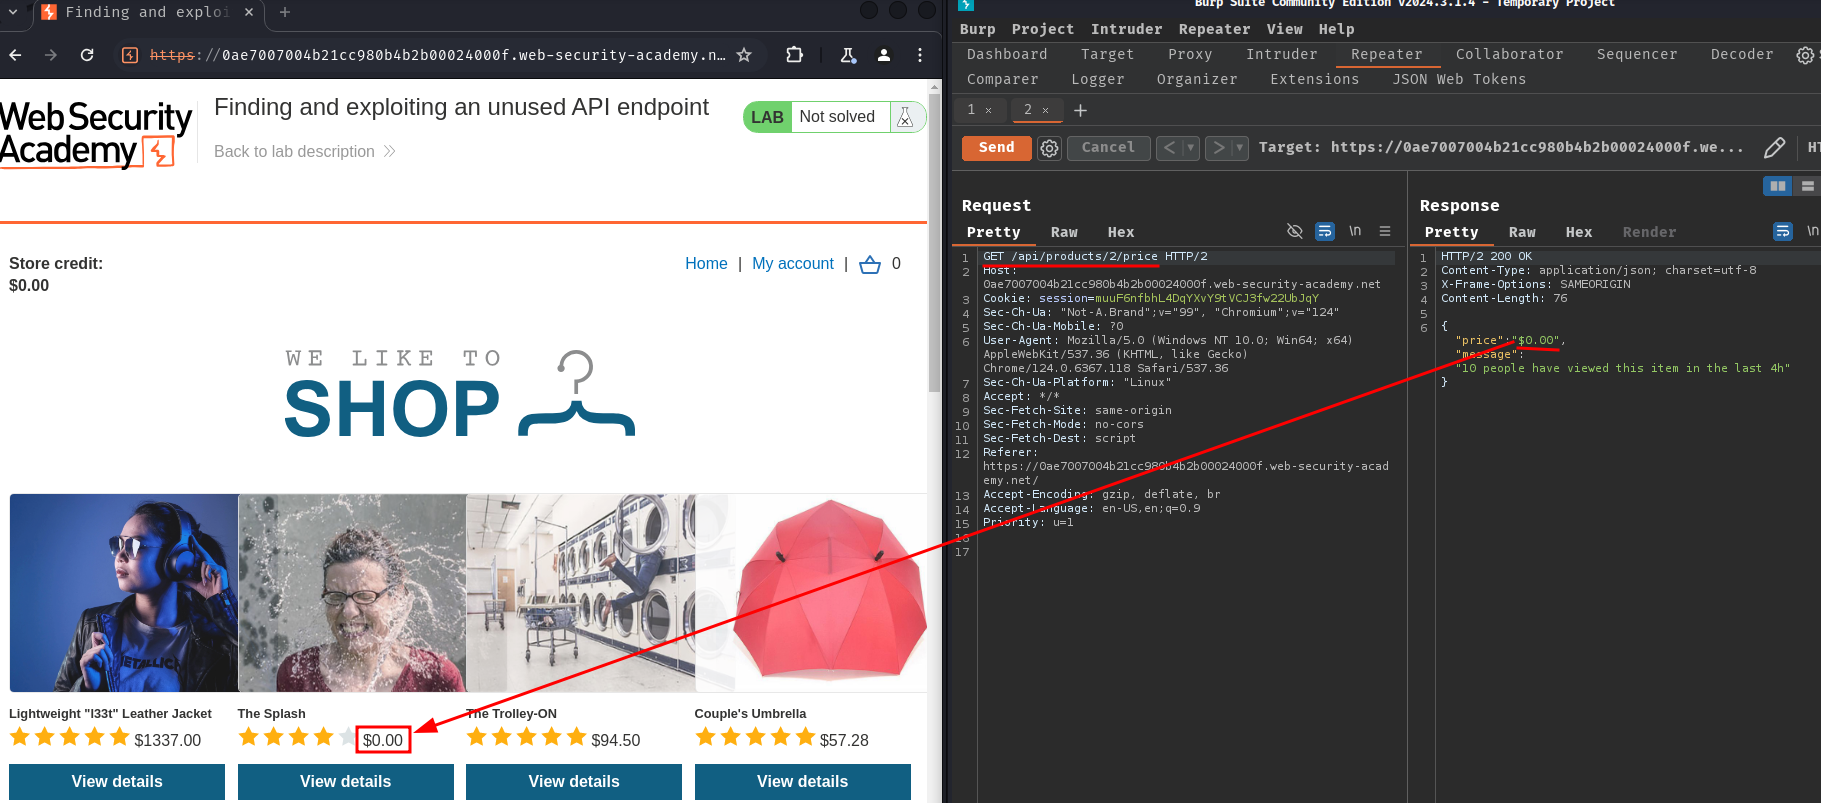 Finding and explo
https://0ae7007004b21cc980b4b2b00024000f.web-security-academy.n...
Web Security
Academy
Finding and exploiting an unused API endpoint
Back to lab description
LAB Not solved
Store credit:
$0.00
Home | My account | 0
WE LIKE TO
SHOP
METALLICA
Lightweight "l33t" Leather Jacket
$1337.00
View details
The Splash
$0.00
View details
The Trolley-ON
$94.50
View details
Couple's Umbrella
$57.28
View details
Burp Suite Community Edition v2024.3.1.4 - Temporary Project
Burp Project Intruder Repeater View Help
Dashboard Target Proxy Intruder Repeater Collaborator Sequencer Decoder
Comparer Logger Organizer Extensions JSON Web Tokens
1 × 2 × +
Send Cancel < > Target: https://0ae7007004b21cc980b4b2b00024000f.we...
Request
Pretty Raw Hex \n
1 GET /api/products/2/price HTTP/2
2 Host:
0ae7007004b21cc980b4b2b00024000f.web-security-academy.net
3 Cookie: session=muuF6nfbhL4DqYXvY9tVCJ3fw22UbJqY
4 Sec-Ch-Ua: "Not-A.Brand";v="99", "Chromium";v="124"
5 Sec-Ch-Ua-Mobile: ?0
6 User-Agent: Mozilla/5.0 (Windows NT 10.0; Win64; x64)
AppleWebKit/537.36 (KHTML, like Gecko)
Chrome/124.0.6367.118 Safari/537.36
7 Sec-Ch-Ua-Platform: "Linux"
8 Accept: */*
9 Sec-Fetch-Site: same-origin
10 Sec-Fetch-Mode: no-cors
11 Sec-Fetch-Dest: script
12 Referer:
https://0ae7007004b21cc980b4b2b00024000f.web-security-acad
emy.net/
13 Accept-Encoding: gzip, deflate, br
14 Accept-Language: en-US,en;q=0.9
15 Priority: u=1
16
17
Response
Pretty Raw Hex Render \n
1 HTTP/2 200 OK
2 Content-Type: application/json; charset=utf-8
3 X-Frame-Options: SAMEORIGIN
4 Content-Length: 76
5
6 {
"price":"$0.00",
"message":
"10 people have viewed this item in the last 4h"
}